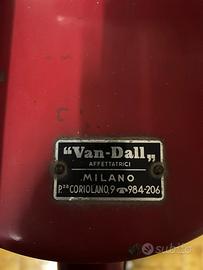 “Van-Dall„
AFFETTATRICI
MILANO
P.ZA CORIOLANO,9 ☎984-206
subito